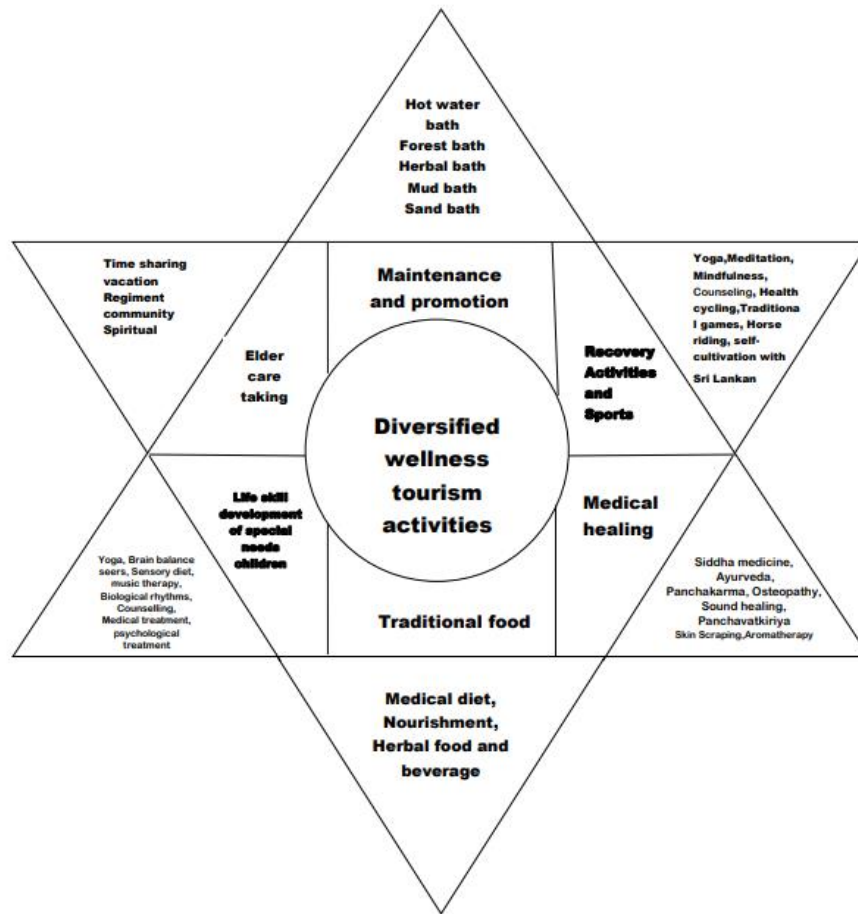 Hot water
bath
Forest bath
Herbal bath
Mud bath
Sand bath
Time sharing
vacation
Regiment
community
Spiritual
Maintenance
and promotion
Yoga,Meditation,
Mindfulness,
Counseling, Health
cycling,Traditiona
l games, Horse
riding, self-
cultivation with
Sri Lankan
Elder
care
taking
Recovery
Activities
and
Sports
Diversified
wellness
tourism
activities
Life skill
development
of special
needs
children
Medical
healing
Yoga, Brain balance
seers, Sensory diet,
music therapy,
Biological rhythms,
Counselling,
Medical treatment,
psychological
treatment
Traditional food
Siddha medicine,
Ayurveda,
Panchakarma, Osteopathy,
Sound healing,
Panchavatkiriya
Skin Scraping,Aromatherapy
Medical diet,
Nourishment,
Herbal food and
beverage